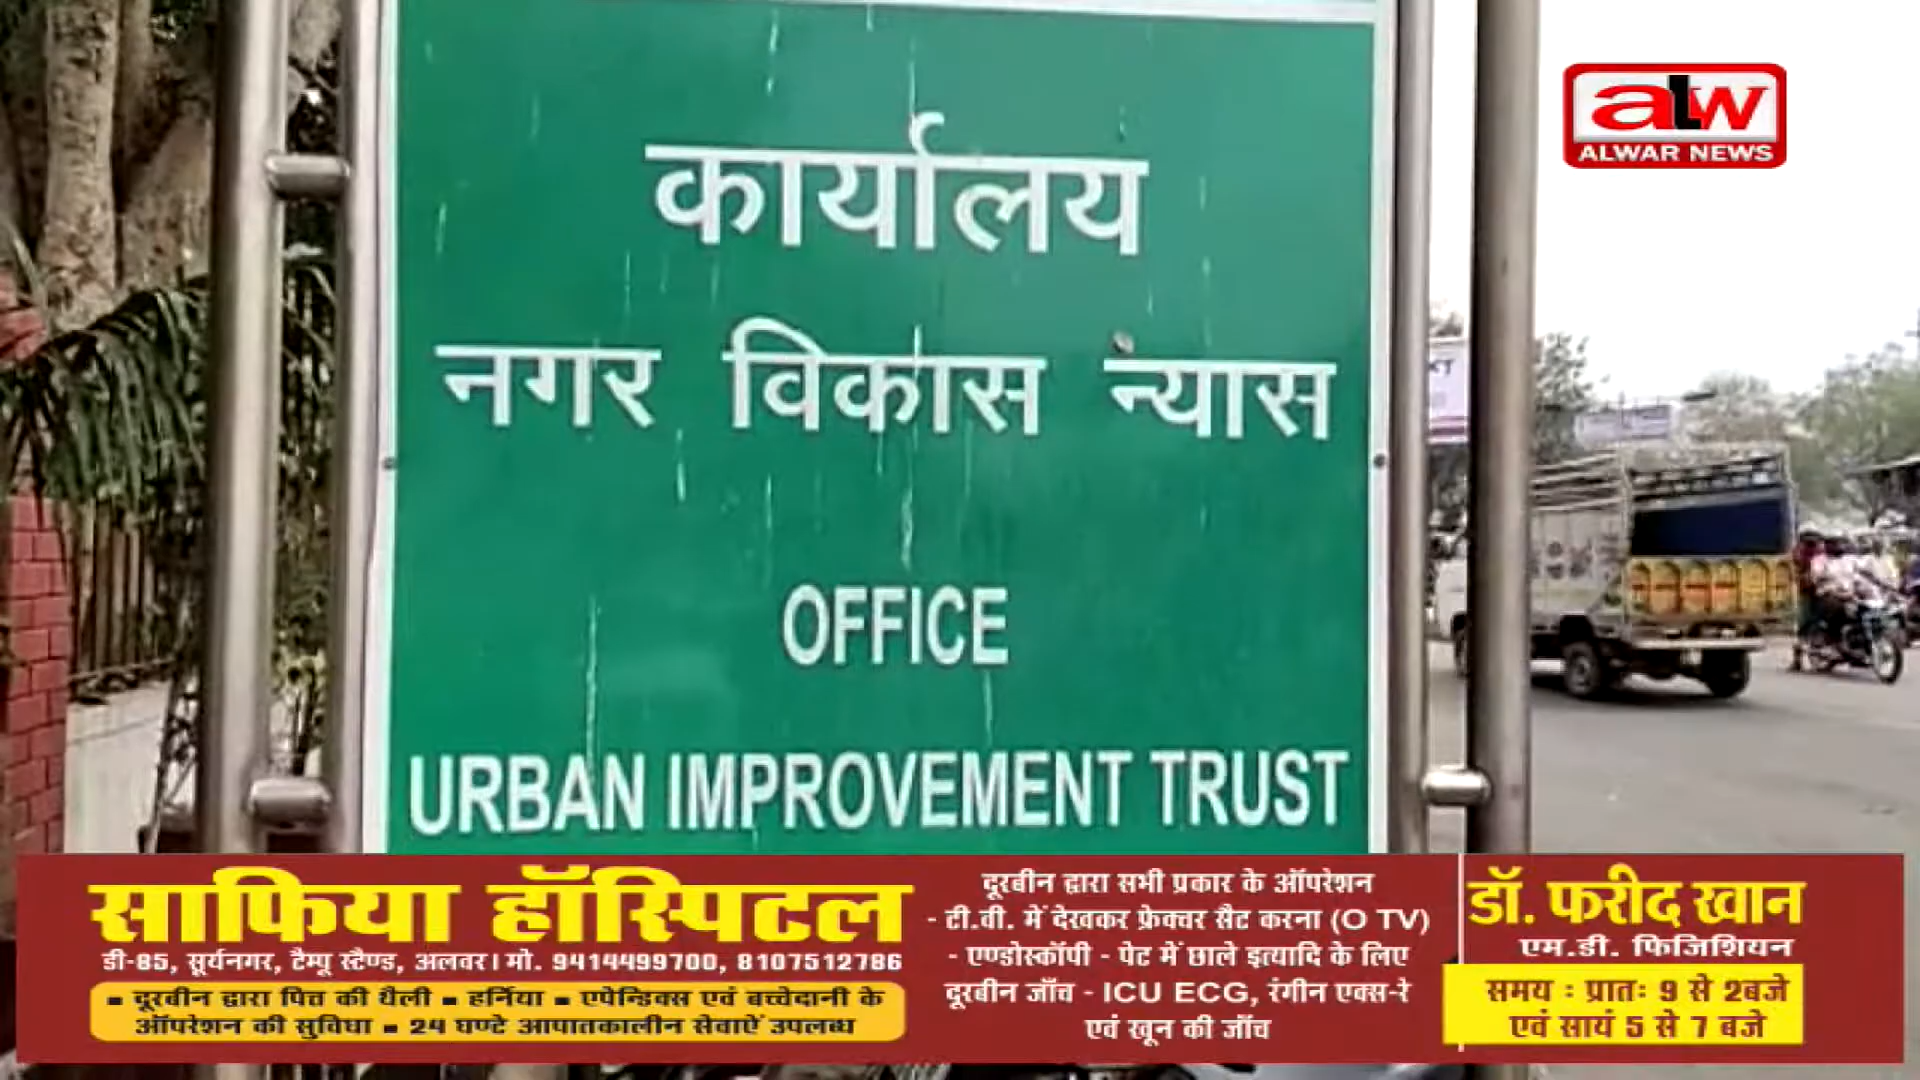 alw
ALWAR NEWS
कार्यालय
नगर विकास न्यास
OFFICE
URBAN IMPROVEMENT TRUST
साफिया हॉस्पिटल
डी-85, सूर्यनगर, टैम्पू स्टैण्ड, अलवर। मो. 9414499700, 8107512786
▪ दूरबीन द्वारा पित्त की थैली ▪ हर्निया ▪ एपेन्डिक्स एवं बच्चेदानी के
ऑपरेशन की सुविधा ▪ 24 घण्टे आपातकालीन सेवाऐं उपलब्ध
दूरबीन द्वारा सभी प्रकार के ऑपरेशन
- टी.वी. में देखकर फ्रेक्चर सैट करना (O TV)
- एण्डोस्कॉपी - पेट में छाले इत्यादि के लिए
दूरबीन जॉंच - ICU ECG, रंगीन एक्स-रे
एवं खून की जॉंच
डॉ. फरीद खान
एम.डी. फिजिशियन
समय : प्रातः 9 से 2बजे
एवं सायं 5 से 7 बजे